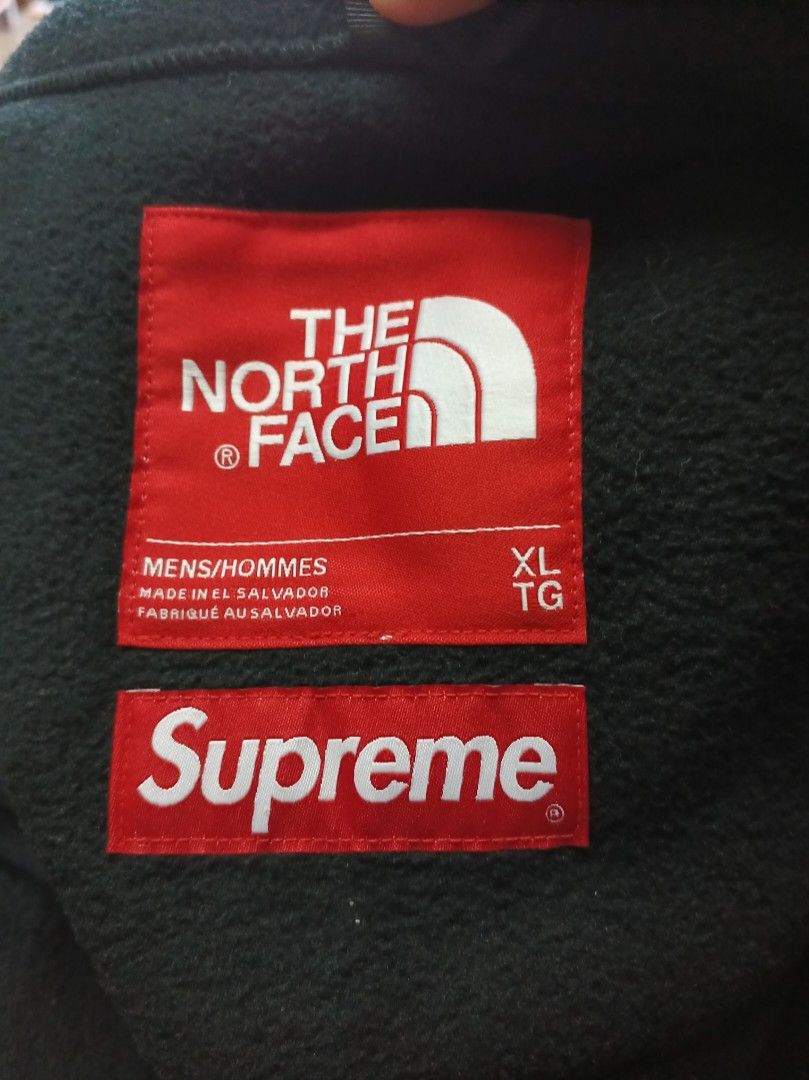 THE
NORTH
® FACE
MENS/HOMMES XL
MADE IN EL SALVADOR TG
FABRIQUÉ AU SALVADOR
Supreme ®